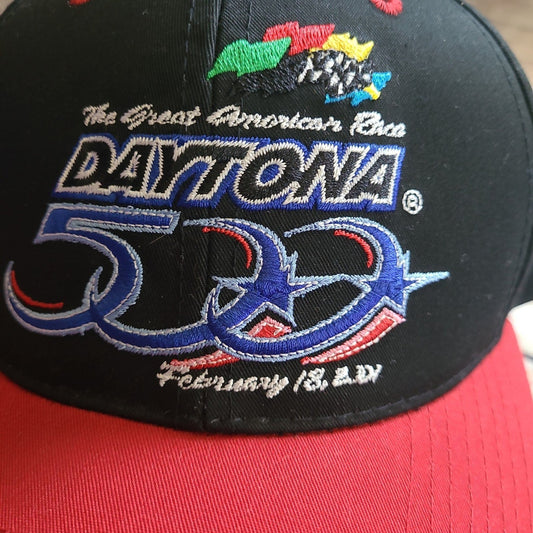 The Great American Race
DAYTONA®
500
February 18, 2001